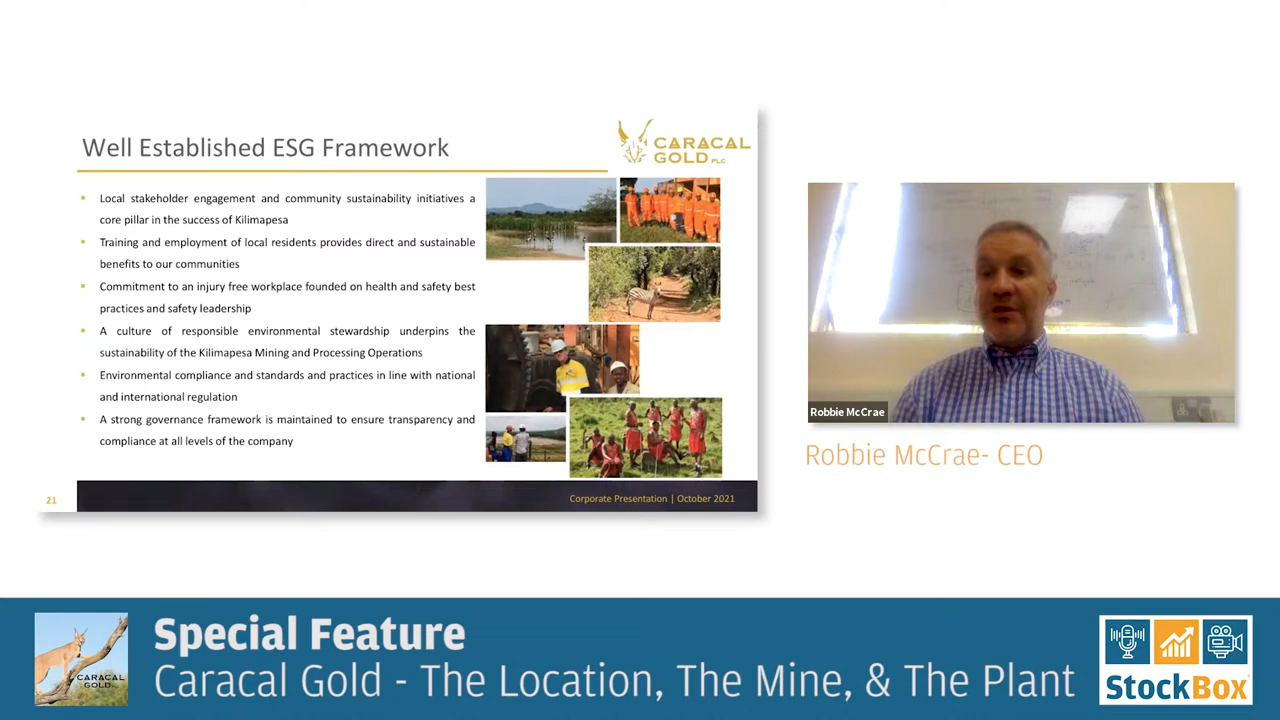 Well Established ESG Framework
CARACAL
GOLD PLC
Local stakeholder engagement and community sustainability initiatives a
core pillar in the success of Kilimapesa
Training and employment of local residents provides direct and sustainable
benefits to our communities
Commitment to an injury free workplace founded on health and safety best
practices and safety leadership
A culture of responsible environmental stewardship underpins the
sustainability of the Kilimapesa Mining and Processing Operations
Environmental compliance and standards and practices in line with national
and international regulation
A strong governance framework is maintained to ensure transparency and
compliance at all levels of the company
21
Corporate Presentation | October 2021
Robbie McCrae
Robbie McCrae- CEO
CARACAL
GOLD
Special Feature
Caracal Gold - The Location, The Mine, & The Plant
StockBox